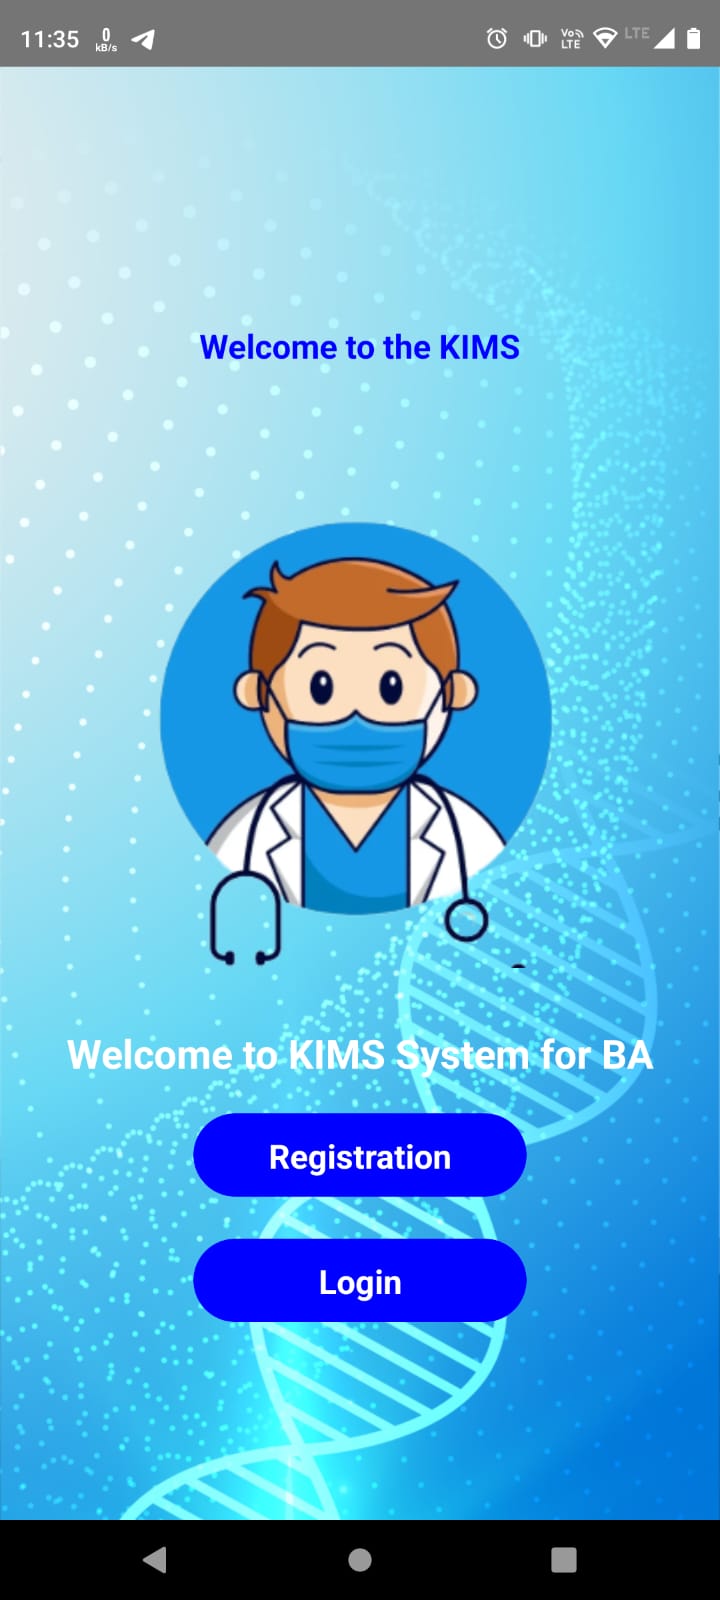 11:35 0 Vo LTE
kB/s LTE
Welcome to the KIMS
Welcome to KIMS System for BA
Registration
Login